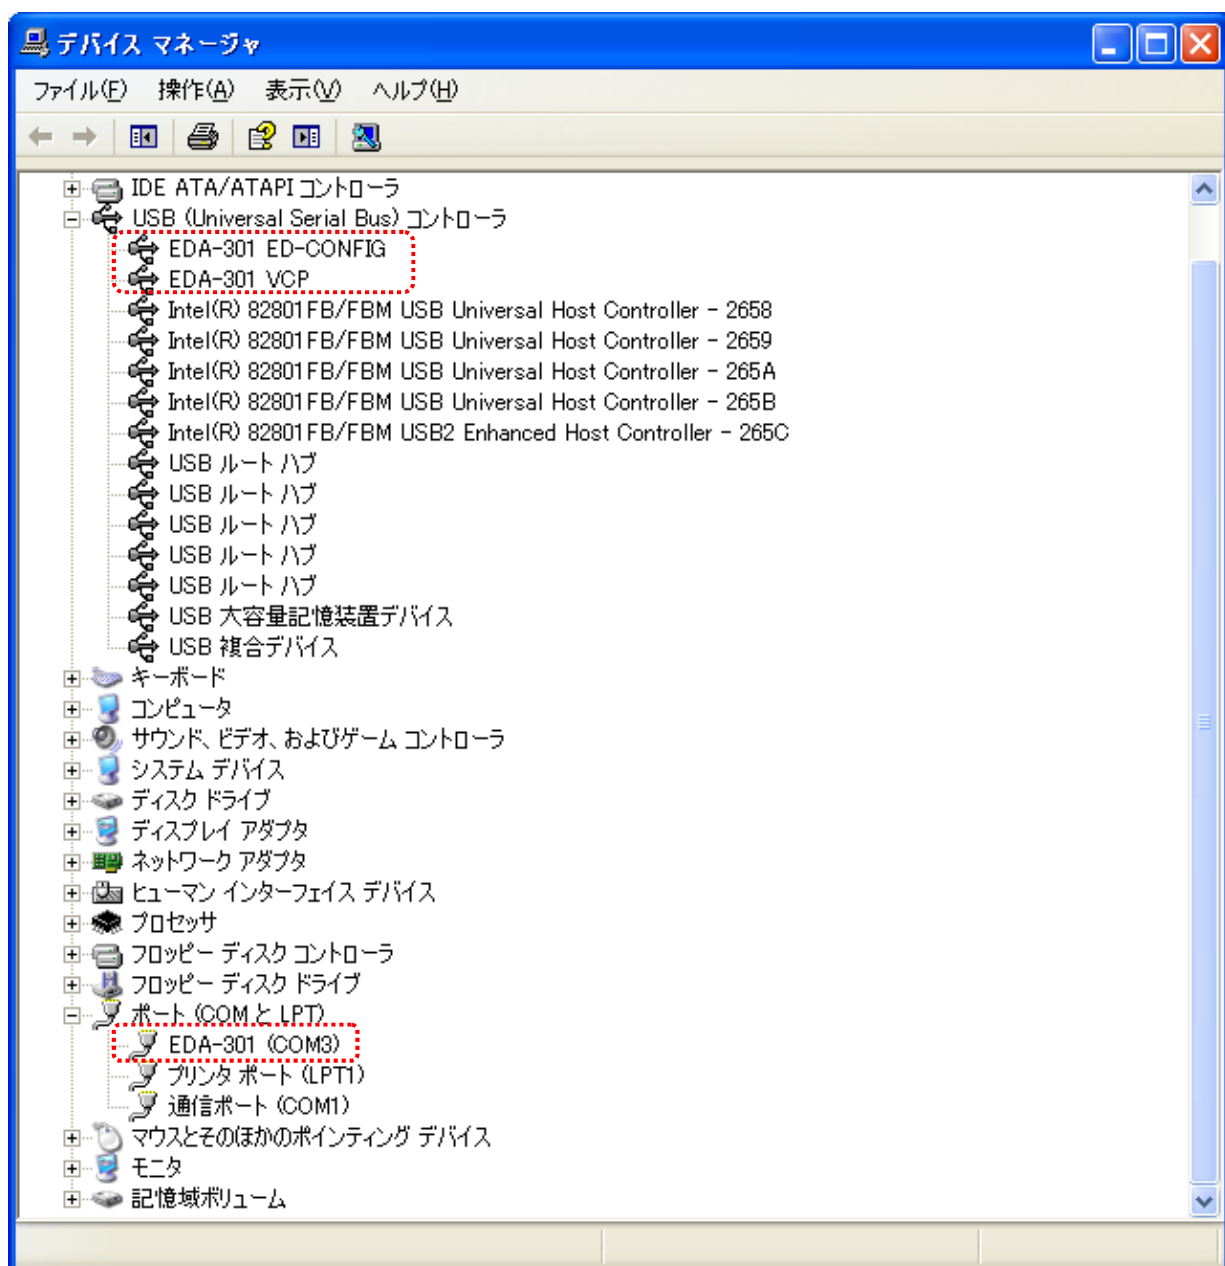 デバイス マネージャ
ファイル(F) 操作(A) 表示(V) ヘルプ(H)
IDE ATA/ATAPI コントローラ
USB (Universal Serial Bus) コントローラ
EDA-301 ED-CONFIG
EDA-301 VCP
Intel(R) 82801FB/FBM USB Universal Host Controller - 2658
Intel(R) 82801FB/FBM USB Universal Host Controller - 2659
Intel(R) 82801FB/FBM USB Universal Host Controller - 265A
Intel(R) 82801FB/FBM USB Universal Host Controller - 265B
Intel(R) 82801FB/FBM USB2 Enhanced Host Controller - 265C
USB ルート ハブ
USB ルート ハブ
USB ルート ハブ
USB ルート ハブ
USB ルート ハブ
USB 大容量記憶装置デバイス
USB 複合デバイス
キーボード
コンピュータ
サウンド、ビデオ、およびゲーム コントローラ
システム デバイス
ディスク ドライブ
ディスプレイ アダプタ
ネットワーク アダプタ
ヒューマン インターフェイス デバイス
プロセッサ
フロッピー ディスク コントローラ
フロッピー ディスク ドライブ
ポート (COM と LPT)
EDA-301 (COM3)
プリンタ ポート (LPT1)
通信ポート (COM1)
マウスとそのほかのポインティング デバイス
モニタ
記憶域ボリューム